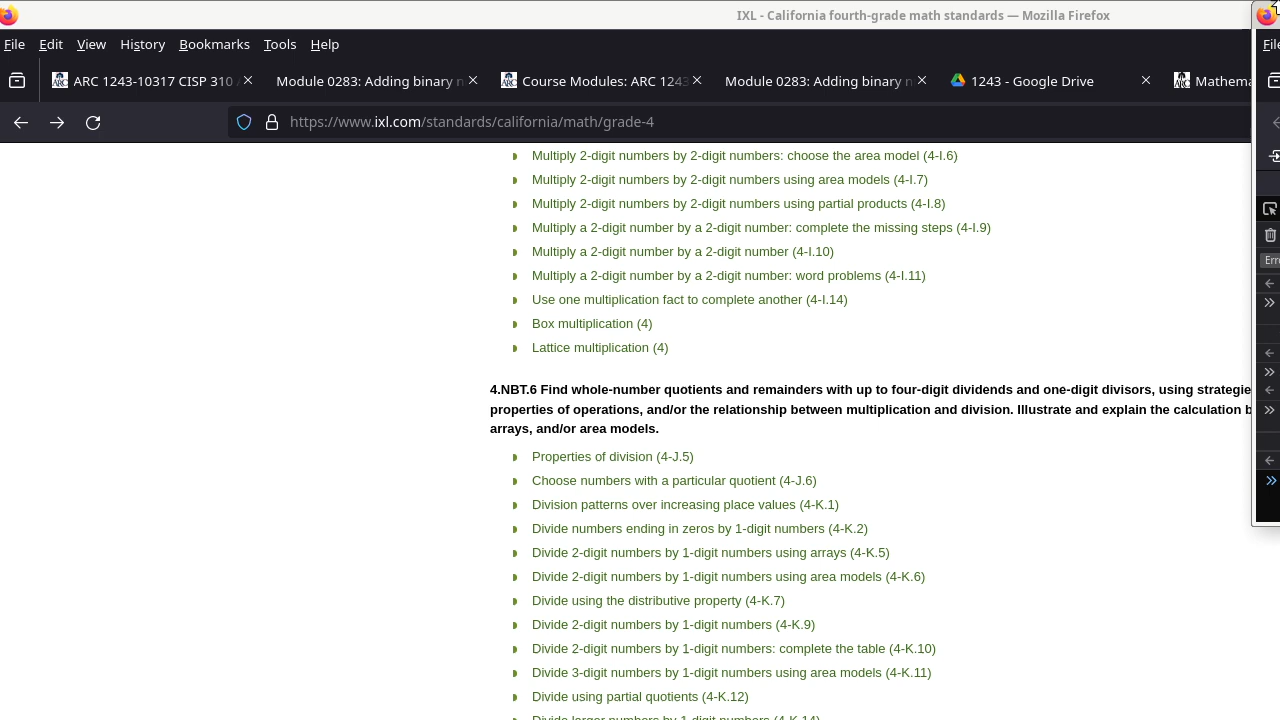 IXL - California fourth-grade math standards — Mozilla Firefox
File Edit View History Bookmarks Tools Help
ARC 1243-10317 CISP 310 Module 0283: Adding binary n Course Modules: ARC 1243 Module 0283: Adding binary n 1243 - Google Drive Mathema
https://www.ixl.com/standards/california/math/grade-4
Multiply 2-digit numbers by 2-digit numbers: choose the area model (4-I.6)
Multiply 2-digit numbers by 2-digit numbers using area models (4-I.7)
Multiply 2-digit numbers by 2-digit numbers using partial products (4-I.8)
Multiply a 2-digit number by a 2-digit number: complete the missing steps (4-I.9)
Multiply a 2-digit number by a 2-digit number (4-I.10)
Multiply a 2-digit number by a 2-digit number: word problems (4-I.11)
Use one multiplication fact to complete another (4-I.14)
Box multiplication (4)
Lattice multiplication (4)
4.NBT.6 Find whole-number quotients and remainders with up to four-digit dividends and one-digit divisors, using strategie
properties of operations, and/or the relationship between multiplication and division. Illustrate and explain the calculation b
arrays, and/or area models.
Properties of division (4-J.5)
Choose numbers with a particular quotient (4-J.6)
Division patterns over increasing place values (4-K.1)
Divide numbers ending in zeros by 1-digit numbers (4-K.2)
Divide 2-digit numbers by 1-digit numbers using arrays (4-K.5)
Divide 2-digit numbers by 1-digit numbers using area models (4-K.6)
Divide using the distributive property (4-K.7)
Divide 2-digit numbers by 1-digit numbers (4-K.9)
Divide 2-digit numbers by 1-digit numbers: complete the table (4-K.10)
Divide 3-digit numbers by 1-digit numbers using area models (4-K.11)
Divide using partial quotients (4-K.12)
Divide larger numbers by 1-digit numbers (4-K.14)
File
Erro